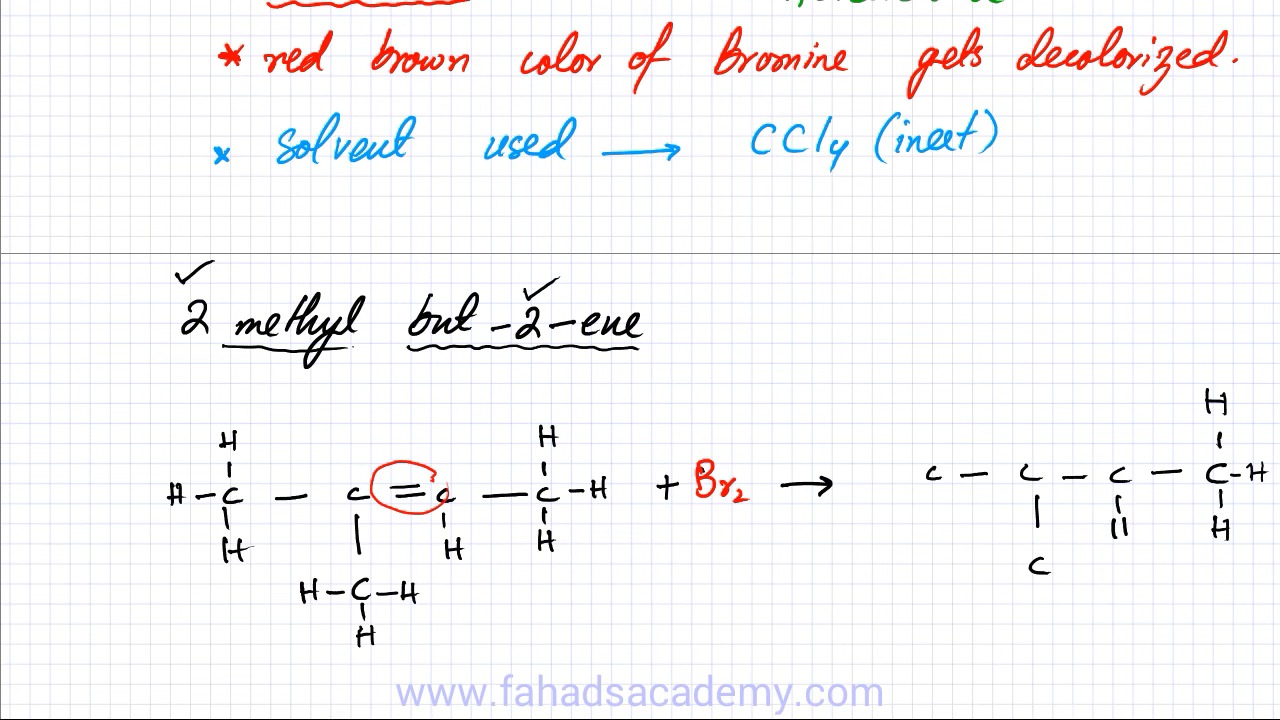 * red brown color of Bromine gets decolorized.
* solvent used → CCl4 (inert)
2 methyl but-2-ene
H H H
H-C — C = C — C-H + Br2 → C — C — C — C-H
H H H H
H-C-H C
H
www.fahadsacademy.com